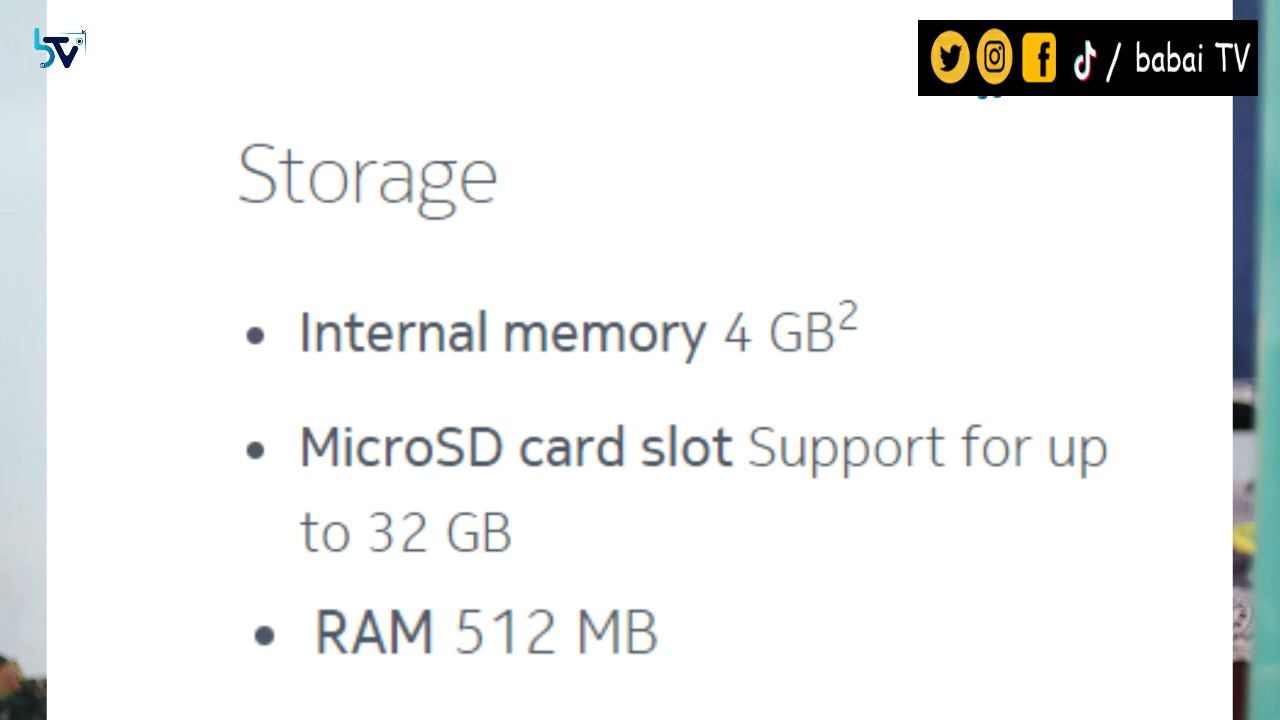 bTV
/ babai TV
Storage
• Internal memory 4 GB²
• MicroSD card slot Support for up
to 32 GB
• RAM 512 MB